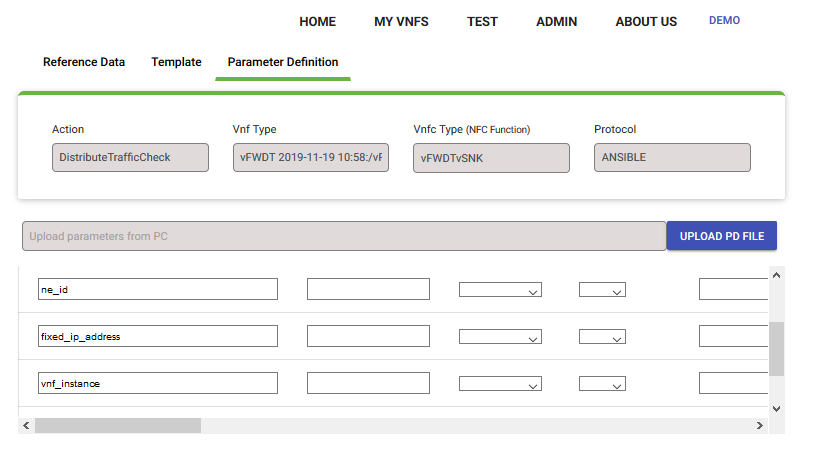 HOME MY VNFS TEST ADMIN ABOUT US DEMO
Reference Data Template Parameter Definition
Action Vnf Type Vnfc Type (NFC Function) Protocol
DistributeTrafficCheck vFWDT 2019-11-19 10:58:/vF vFWDTvSNK ANSIBLE
Upload parameters from PC UPLOAD PD FILE
ne_id
fixed_ip_address
vnf_instance